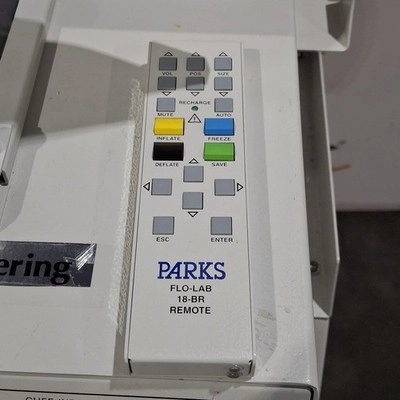 VOL POS SIZE
RECHARGE
MUTE AUTO
INFLATE FREEZE
DEFLATE SAVE
ESC ENTER
PARKS
FLO-LAB
18-BR
REMOTE
ering